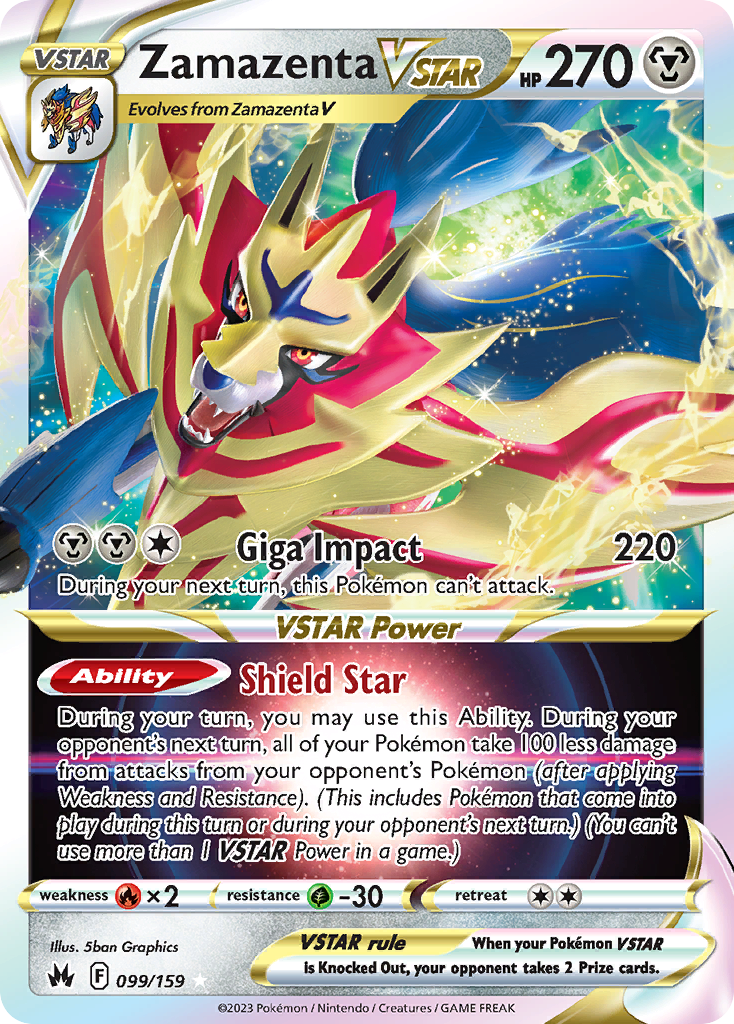 VSTAR
Zamazenta VSTAR
HP 270
Evolves from Zamazenta V
Giga Impact 220
During your next turn, this Pokémon can't attack.
VSTAR Power
Ability Shield Star
During your turn, you may use this Ability. During your
opponent's next turn, all of your Pokémon take 100 less damage
from attacks from your opponent's Pokémon (after applying
Weakness and Resistance). (This includes Pokémon that come into
play during this turn or during your opponent's next turn.) (You can't
use more than 1 VSTAR Power in a game.)
weakness ×2 resistance -30 retreat
Illus. 5ban Graphics
VSTAR rule When your Pokémon VSTAR
is Knocked Out, your opponent takes 2 Prize cards.
F 099/159
©2023 Pokémon / Nintendo / Creatures / GAME FREAK